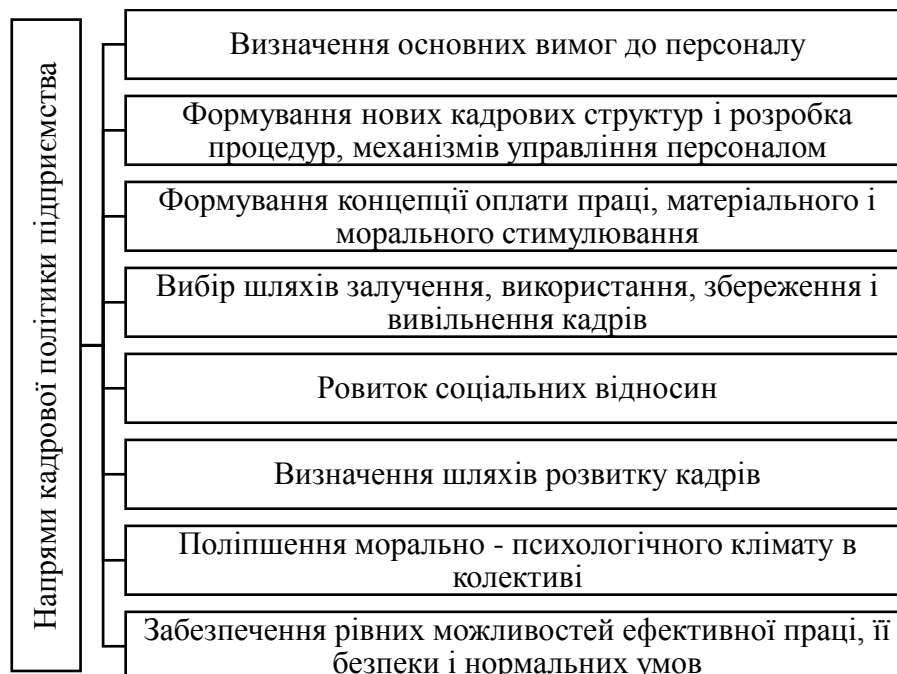 Напрями кадрової політики підприємства
Визначення основних вимог до персоналу
Формування нових кадрових структур і розробка
процедур, механізмів управління персоналом
Формування концепції оплати праці, матеріального і
морального стимулювання
Вибір шляхів залучення, використання, збереження і
вивільнення кадрів
Ровиток соціальних відносин
Визначення шляхів розвитку кадрів
Поліпшення морально - психологічного клімату в
колективі
Забезпечення рівних можливостей ефективної праці, її
безпеки і нормальних умов